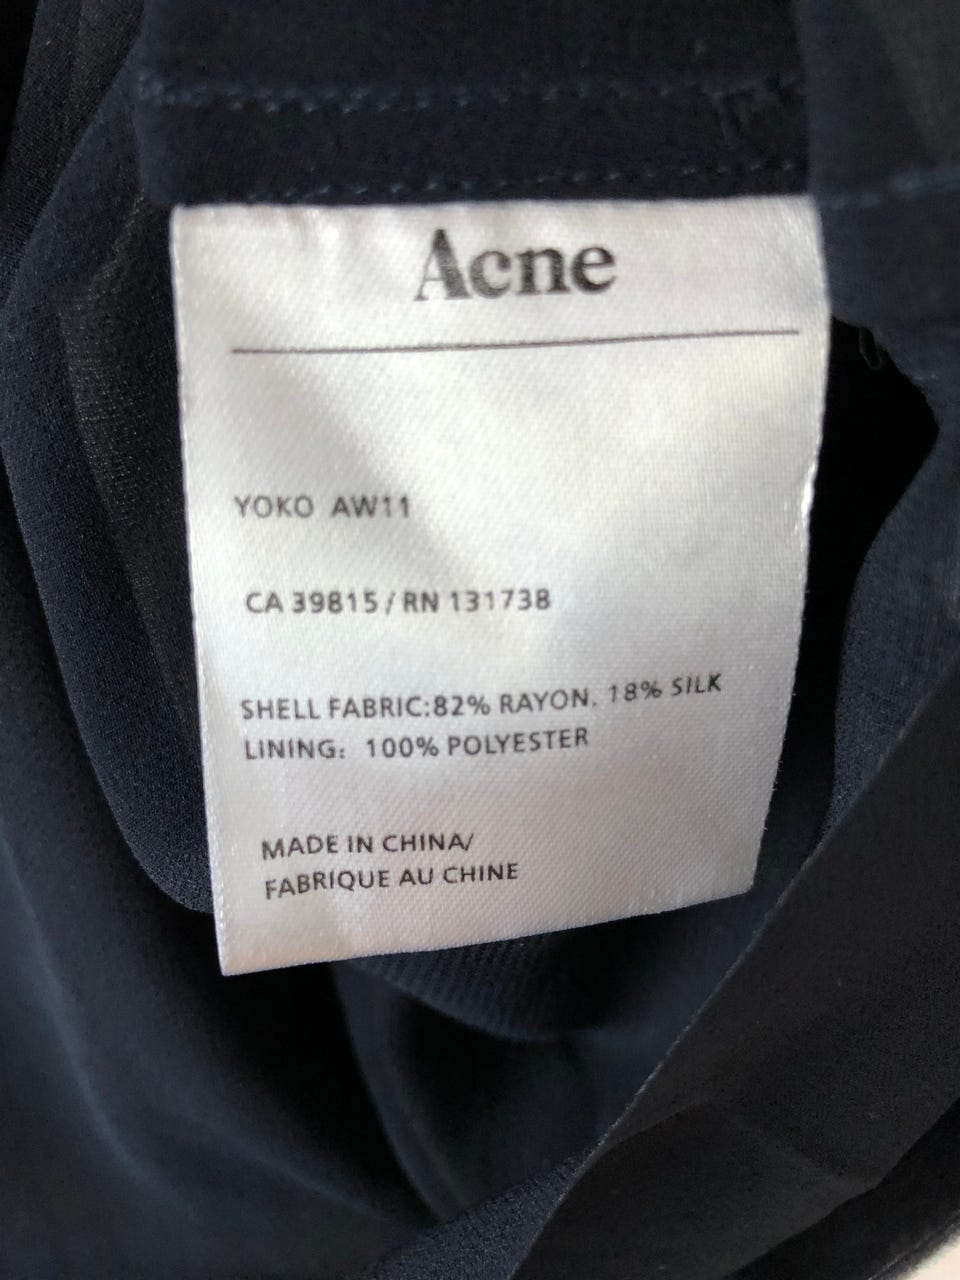 Acne
YOKO AW11
CA 39815 / RN 131738
SHELL FABRIC:82% RAYON. 18% SILK
LINING: 100% POLYESTER
MADE IN CHINA/
FABRIQUE AU CHINE